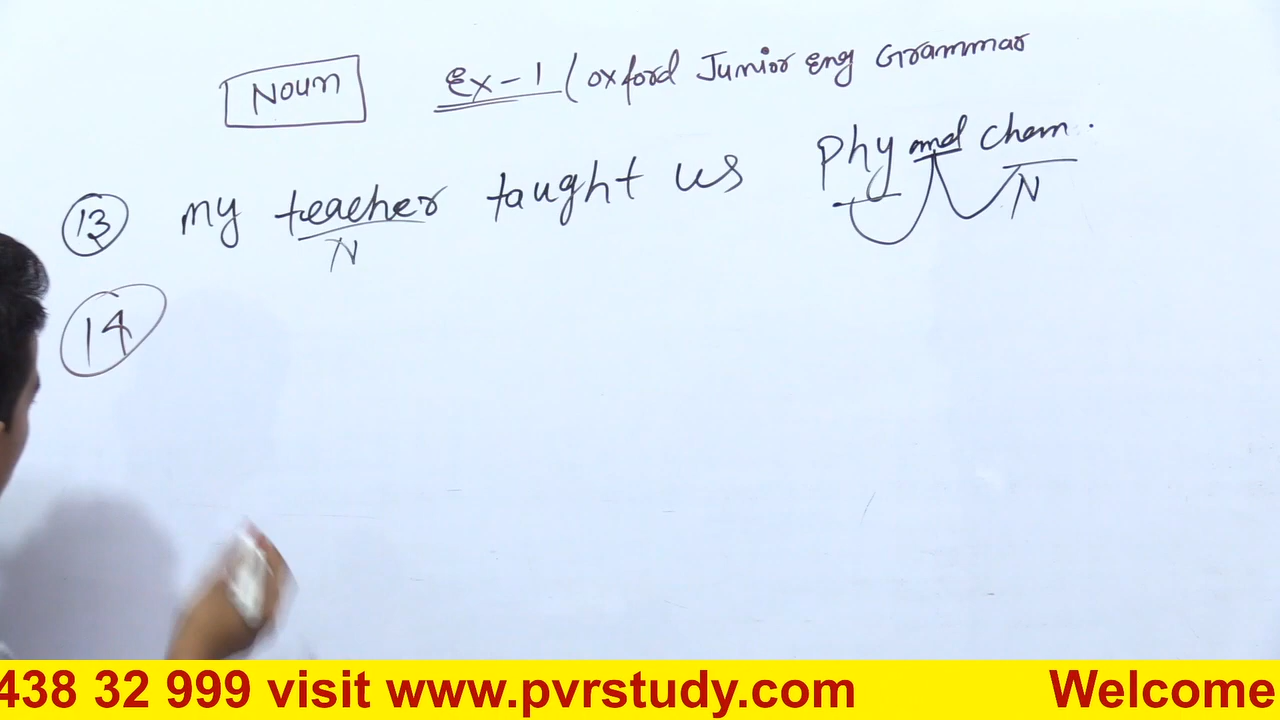 Noun Ex-1 (Oxford Junior Eng Grammar
13 My teacher taught us Phy and Chem.
N N
14
438 32 999 visit www.pvrstudy.com Welcome